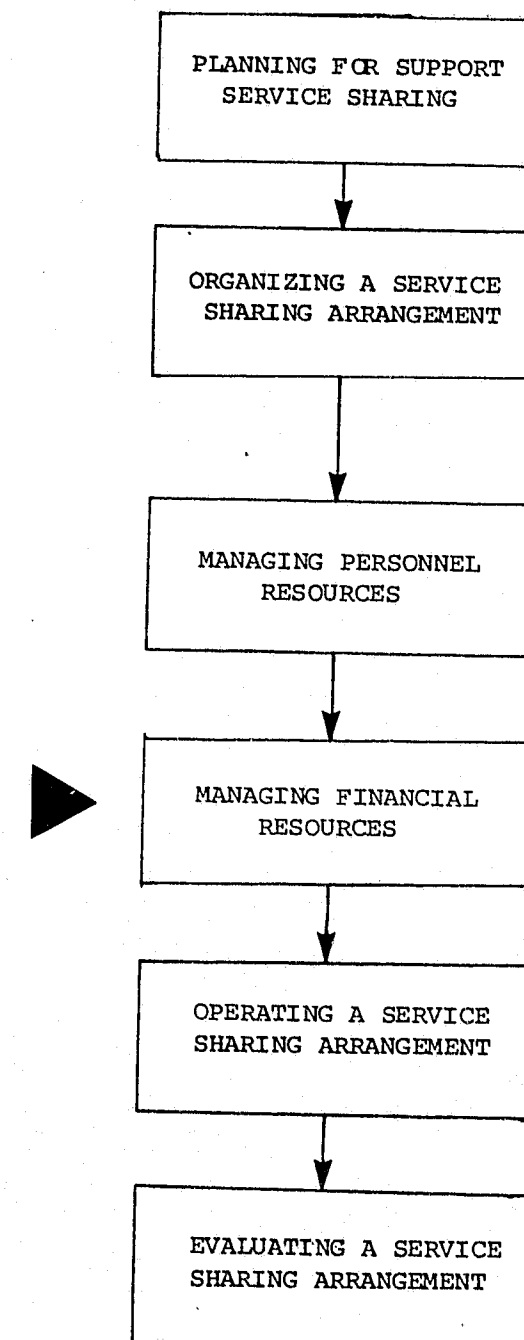 PLANNING FOR SUPPORT
SERVICE SHARING
ORGANIZING A SERVICE
SHARING ARRANGEMENT
MANAGING PERSONNEL
RESOURCES
MANAGING FINANCIAL
RESOURCES
OPERATING A SERVICE
SHARING ARRANGEMENT
EVALUATING A SERVICE
SHARING ARRANGEMENT